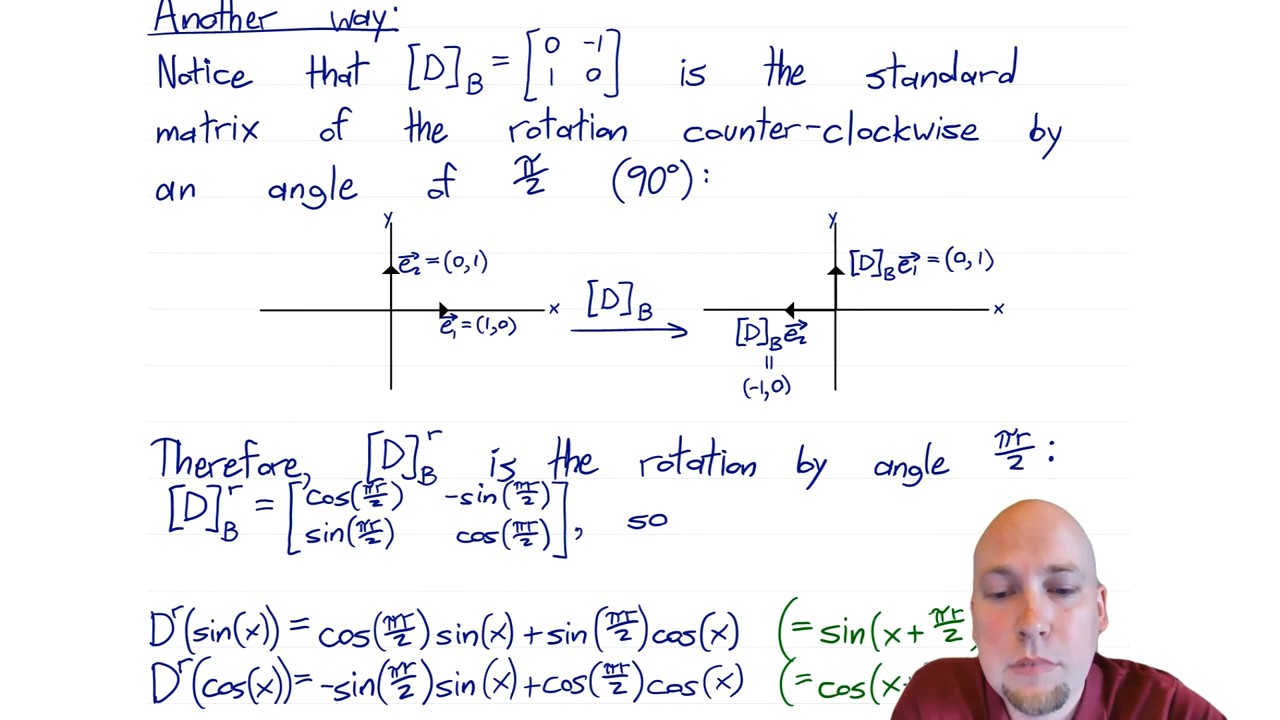 Another way:
Notice that [D]_B = [0 -1; 1 0] is the standard
matrix of the rotation counter-clockwise by
an angle of π/2 (90°):
y
e⃗₂ = (0,1)
x
e⃗₁ = (1,0)
[D]_B
y
[D]_B e⃗₁ = (0,1)
x
[D]_B e⃗₂
=
(-1,0)
Therefore, [D]_B^r is the rotation by angle πr/2:
[D]_B^r = [cos(πr/2) -sin(πr/2); sin(πr/2) cos(πr/2)], so
D^r(sin(x)) = cos(πr/2)sin(x) + sin(πr/2)cos(x) (= sin(x + πr/2
D^r(cos(x)) = -sin(πr/2)sin(x) + cos(πr/2)cos(x) (= cos(x